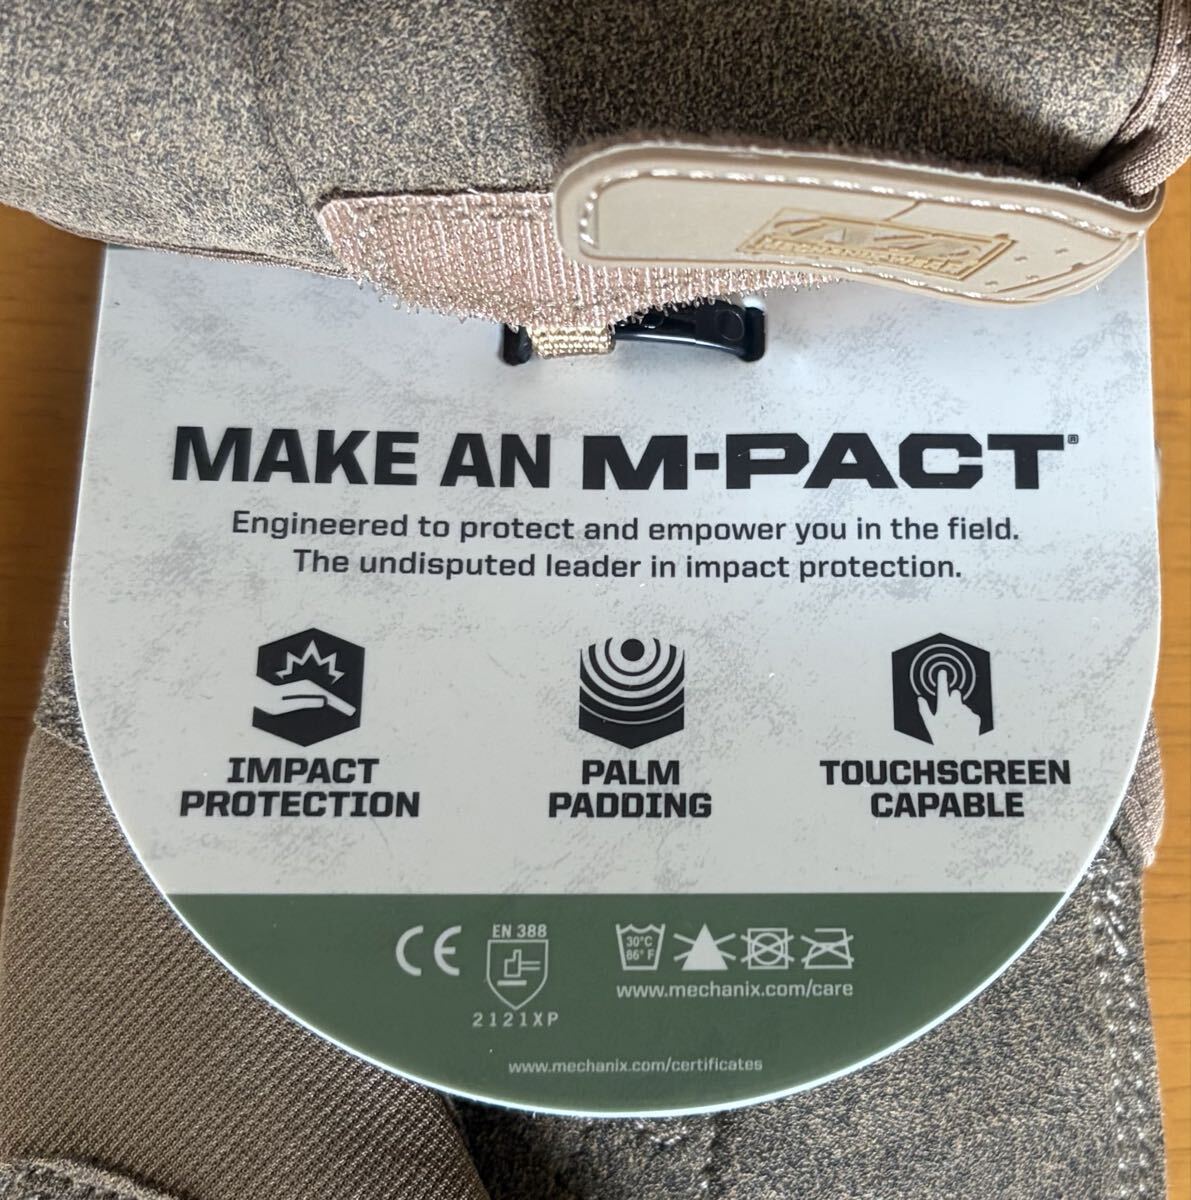 MECHANIX WEAR
MAKE AN M-PACT®
Engineered to protect and empower you in the field.
The undisputed leader in impact protection.
IMPACT
PROTECTION
PALM
PADDING
TOUCHSCREEN
CAPABLE
CE
EN 388
2121XP
30°C
86°F
www.mechanix.com/care
www.mechanix.com/certificates